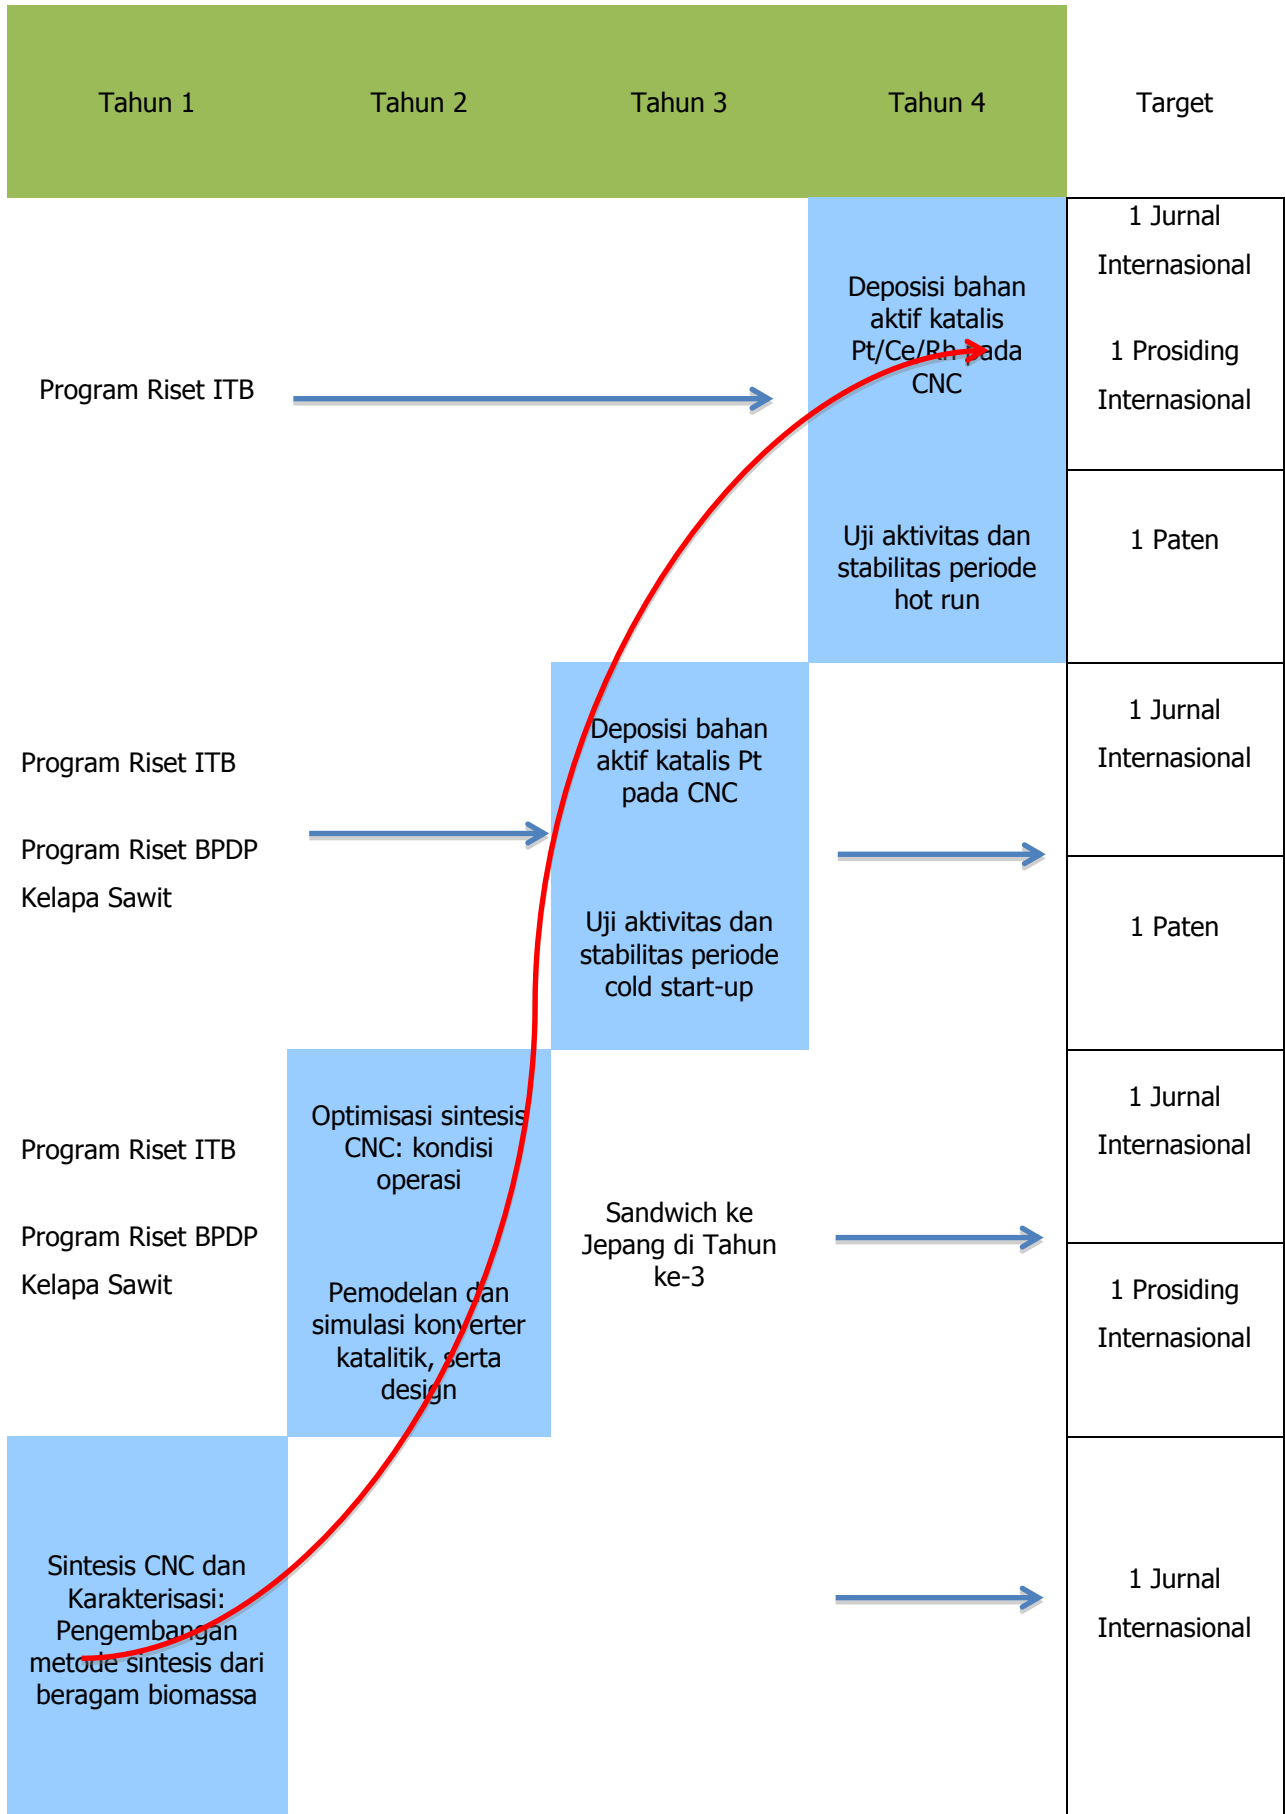 Tahun 1
Tahun 2
Tahun 3
Tahun 4
Target
Program Riset ITB
Deposisi bahan
aktif katalis
Pt/Ce/Rh pada
CNC
Uji aktivitas dan
stabilitas periode
hot run
1 Jurnal
Internasional
1 Prosiding
Internasional
1 Paten
Program Riset ITB
Program Riset BPDP
Kelapa Sawit
Deposisi bahan
aktif katalis Pt
pada CNC
Uji aktivitas dan
stabilitas periode
cold start-up
1 Jurnal
Internasional
1 Paten
Program Riset ITB
Program Riset BPDP
Kelapa Sawit
Optimisasi sintesis
CNC: kondisi
operasi
Pemodelan dan
simulasi konverter
katalitik, serta
design
Sandwich ke
Jepang di Tahun
ke-3
1 Jurnal
Internasional
1 Prosiding
Internasional
Sintesis CNC dan
Karakterisasi:
Pengembangan
metode sintesis dari
beragam biomassa
1 Jurnal
Internasional